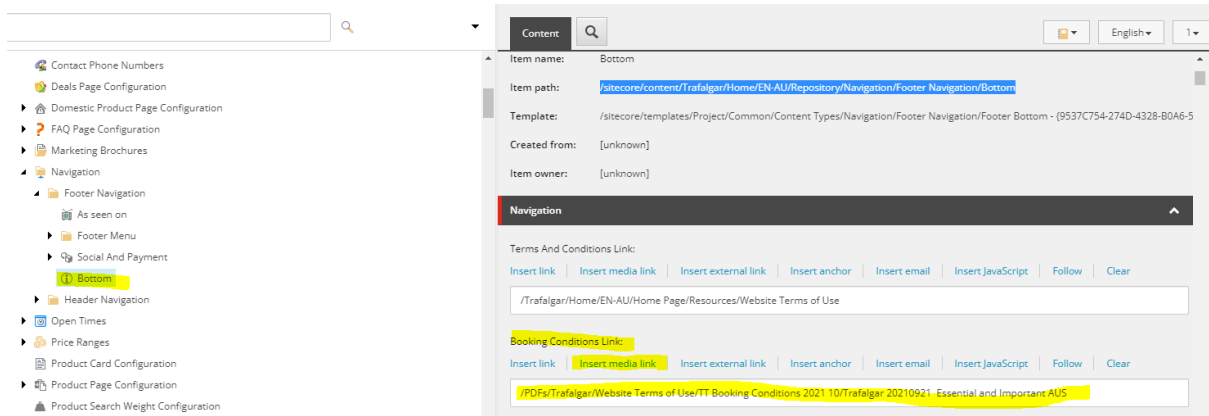 Contact Phone Numbers
Deals Page Configuration
Domestic Product Page Configuration
FAQ Page Configuration
Marketing Brochures
Navigation
Footer Navigation
As seen on
Footer Menu
Social And Payment
Bottom
Header Navigation
Open Times
Price Ranges
Product Card Configuration
Product Page Configuration
Product Search Weight Configuration
Content
English
1
Item name: Bottom
Item path: /sitecore/content/Trafalgar/Home/EN-AU/Repository/Navigation/Footer Navigation/Bottom
Template: /sitecore/templates/Project/Common/Content Types/Navigation/Footer Navigation/Footer Bottom - {9537C754-274D-4328-B0A6-5
Created from: [unknown]
Item owner: [unknown]
Navigation
Terms And Conditions Link:
Insert link Insert media link Insert external link Insert anchor Insert email Insert JavaScript Follow Clear
/Trafalgar/Home/EN-AU/Home Page/Resources/Website Terms of Use
Booking Conditions Link:
Insert link Insert media link Insert external link Insert anchor Insert email Insert JavaScript Follow Clear
/PDFs/Trafalgar/Website Terms of Use/TT Booking Conditions 2021 10/Trafalgar 20210921 Essential and Important AUS